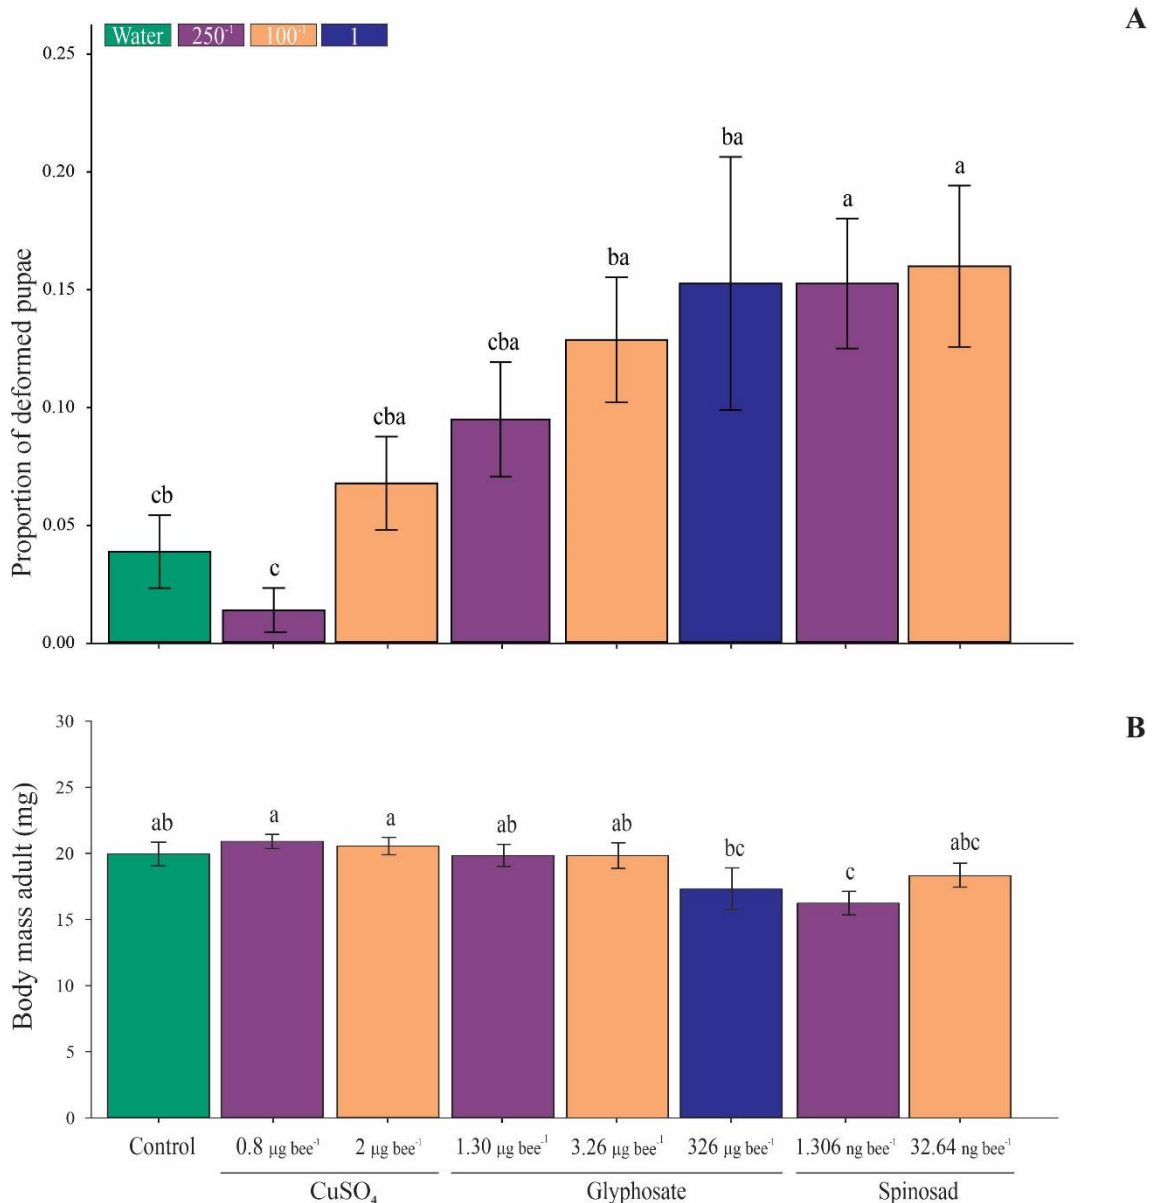 A
Water 250⁻¹ 100⁻¹ 1
Proportion of deformed pupae
0.25
0.20
0.15
0.10
0.05
0.00
cb
c
cba
cba
ba
ba
a
a
B
Body mass adult (mg)
30
25
20
15
10
5
0
ab
a
a
ab
ab
bc
c
abc
Control 0.8 µg bee⁻¹ 2 µg bee⁻¹ 1.30 µg bee⁻¹ 3.26 µg bee⁻¹ 326 µg bee⁻¹ 1.306 ng bee⁻¹ 32.64 ng bee⁻¹
CuSO₄ Glyphosate Spinosad